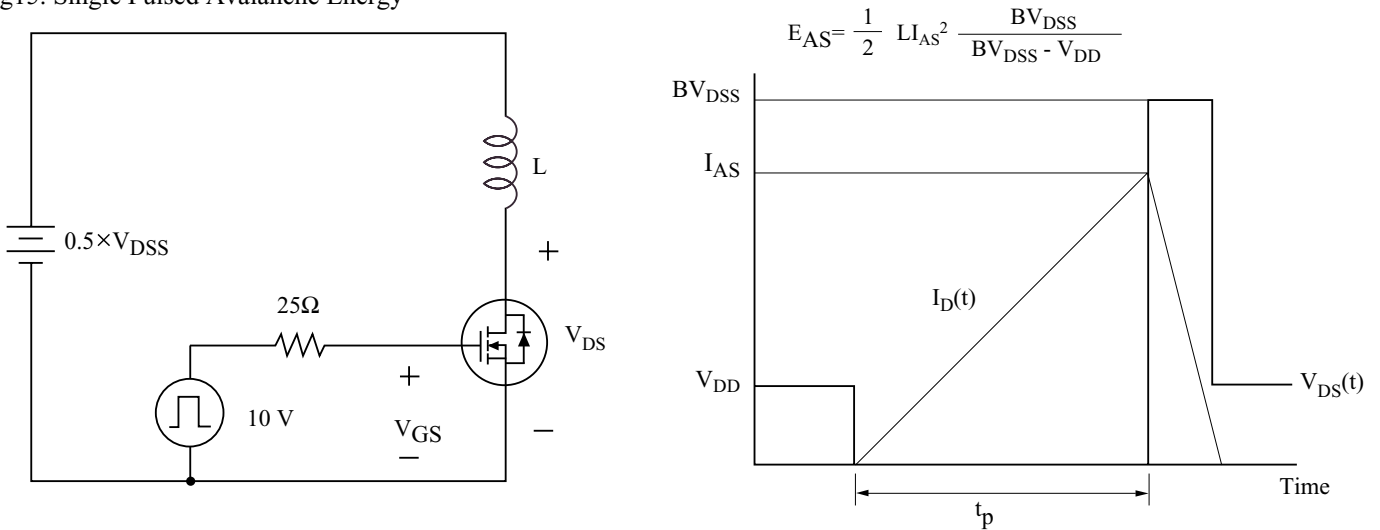 g15. Single Pulsed Avalanche Energy
0.5×VDSS
L
+
25Ω
VDS
+
10 V
VGS
−
−
EAS= 1/2 LIAS² BVDSS / BVDSS - VDD
BVDSS
IAS
ID(t)
VDD
VDS(t)
Time
tp